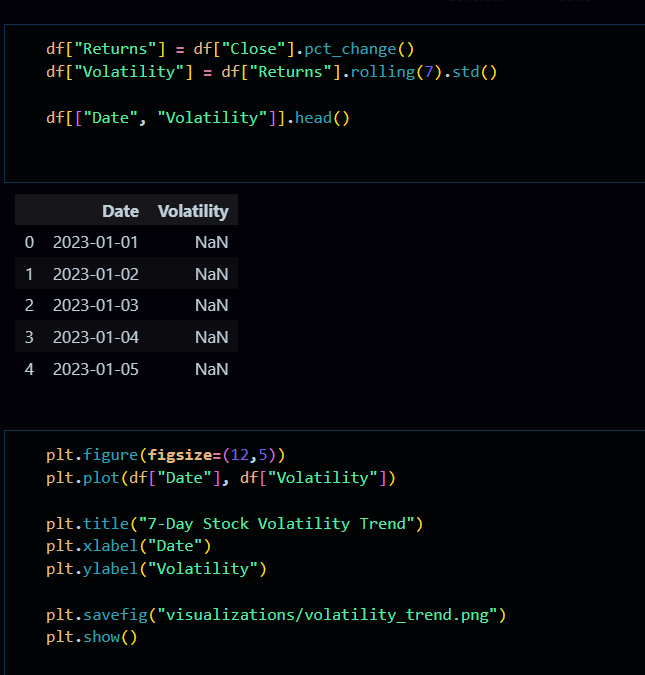 df["Returns"] = df["Close"].pct_change()
df["Volatility"] = df["Returns"].rolling(7).std()
df[["Date", "Volatility"]].head()
Date Volatility
0 2023-01-01 NaN
1 2023-01-02 NaN
2 2023-01-03 NaN
3 2023-01-04 NaN
4 2023-01-05 NaN
plt.figure(figsize=(12,5))
plt.plot(df["Date"], df["Volatility"])
plt.title("7-Day Stock Volatility Trend")
plt.xlabel("Date")
plt.ylabel("Volatility")
plt.savefig("visualizations/volatility_trend.png")
plt.show()